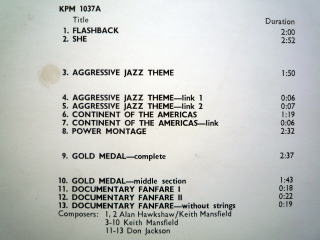 KPM 1037A
Title Duration
1. FLASHBACK 2:00
2. SHE 2:52
3. AGGRESSIVE JAZZ THEME 1:50
4. AGGRESSIVE JAZZ THEME—link 1 0:06
5. AGGRESSIVE JAZZ THEME—link 2 0:07
6. CONTINENT OF THE AMERICAS 1:19
7. CONTINENT OF THE AMERICAS—link 0:06
8. POWER MONTAGE 2:32
9. GOLD MEDAL—complete 2:37
10. GOLD MEDAL—middle section 1:43
11. DOCUMENTARY FANFARE I 0:18
12. DOCUMENTARY FANFARE II 0:22
13. DOCUMENTARY FANFARE—without strings 0:19
Composers: 1, 2 Alan Hawkshaw/Keith Mansfield
3-10 Keith Mansfield
11-13 Don Jackson